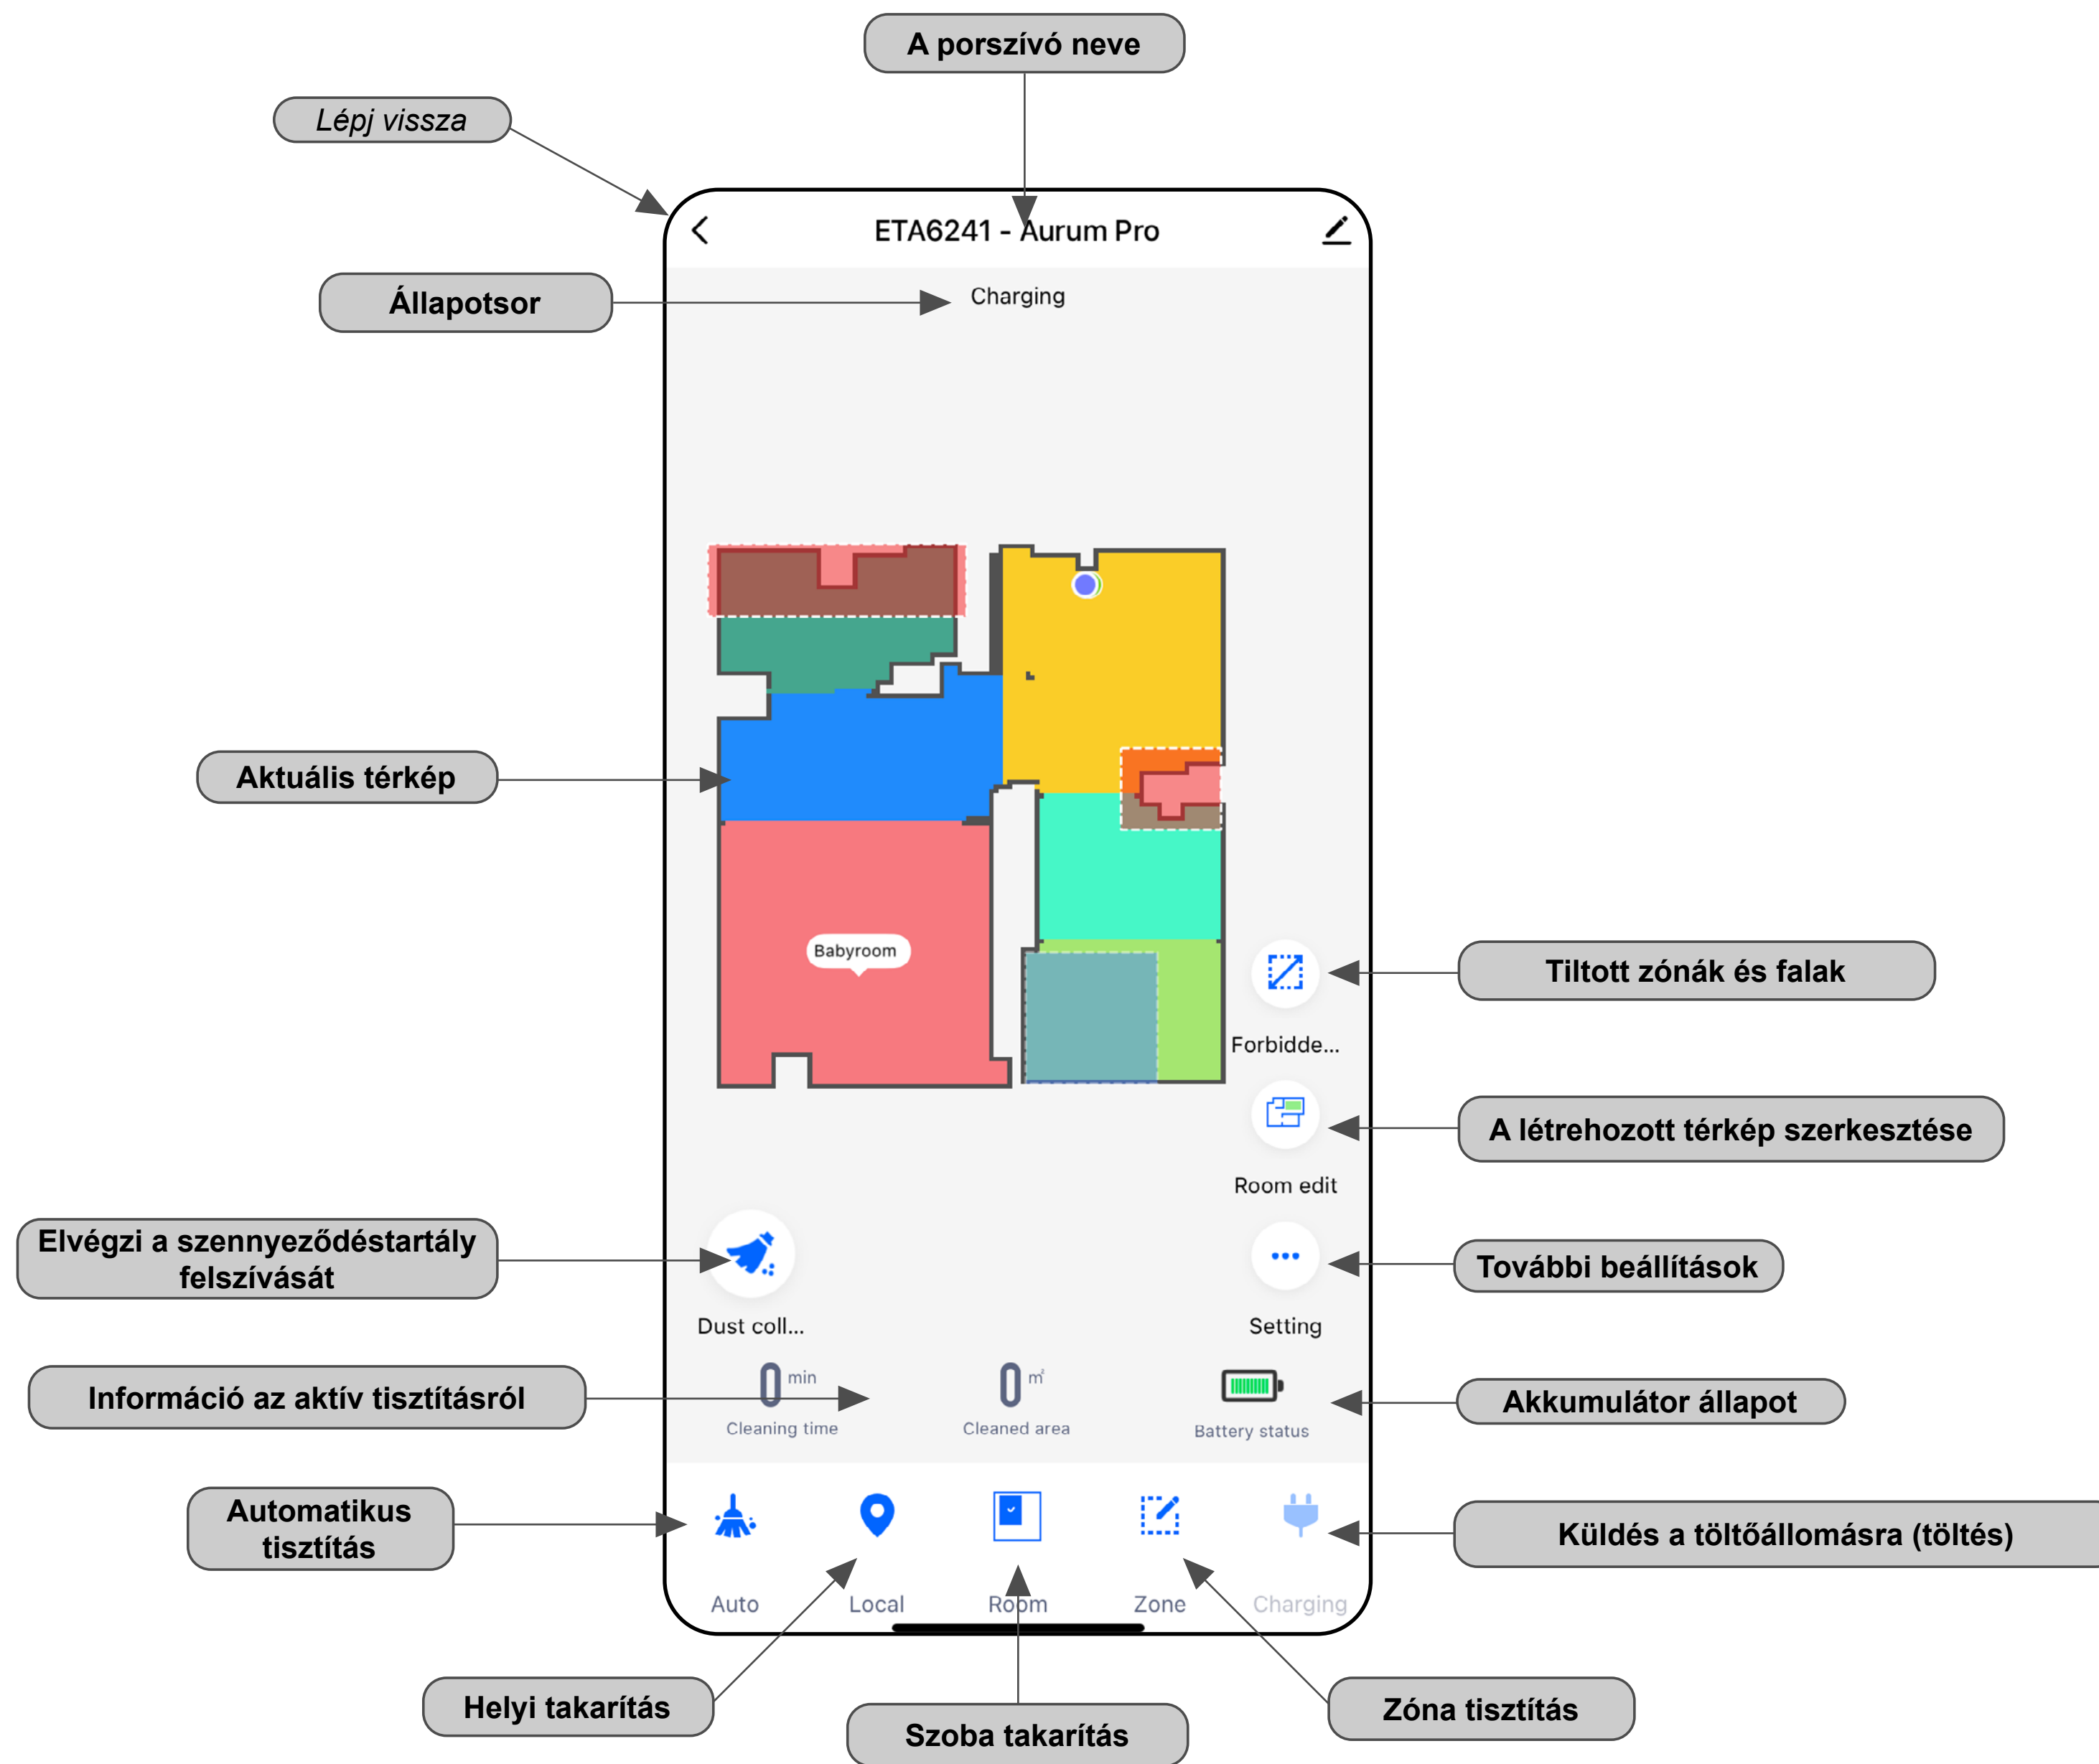 A porszívó neve
Lépj vissza
ETA6241 - Aurum Pro
Állapotsor
Charging
Aktuális térkép
Babyroom
Tiltott zónák és falak
Forbidde...
A létrehozott térkép szerkesztése
Room edit
Elvégzi a szennyeződéstartály
felszívását
További beállítások
Dust coll...
Setting
0 min
0 m²
Információ az aktív tisztításról
Akkumulátor állapot
Cleaning time
Cleaned area
Battery status
Automatikus
tisztítás
Küldés a töltőállomásra (töltés)
Auto
Local
Room
Zone
Charging
Helyi takarítás
Szoba takarítás
Zóna tisztítás